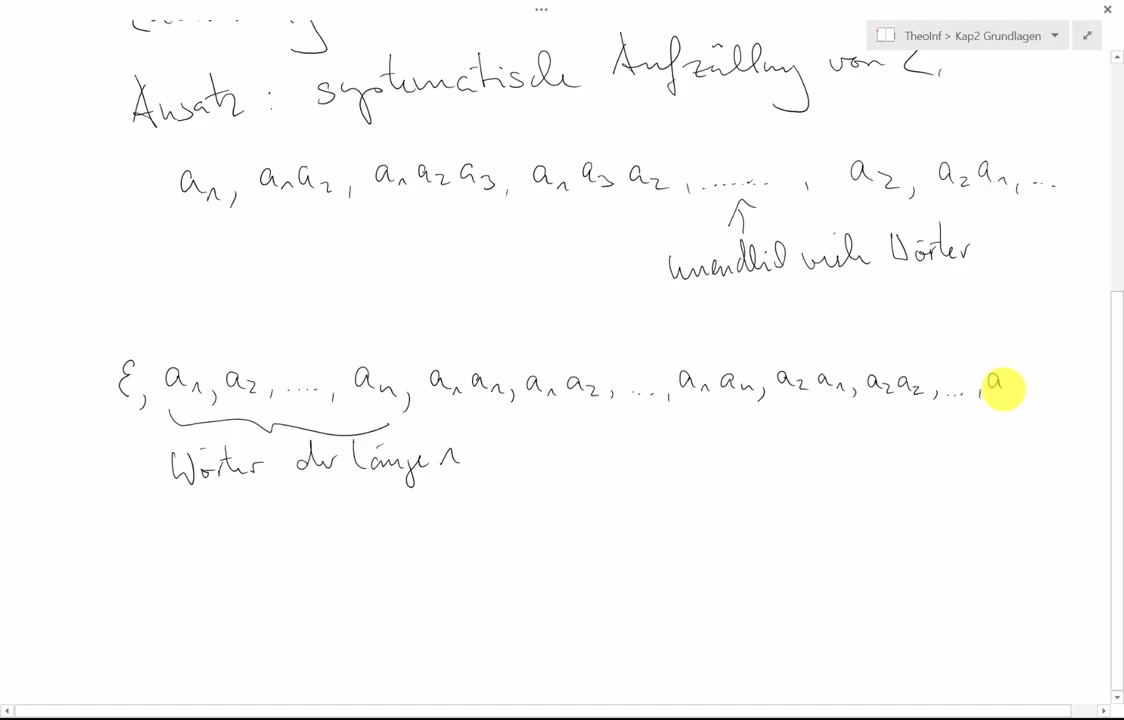 TheoInf > Kap2 Grundlagen
Ansatz : systematische Aufzählung von L.
a1, a1a2, a1a2a3, a1a3a2, ......., a2, a2a1, ...
unendlich viele Wörter
ε, a1, a2, ...., an, a1a1, a1a2, ..., a1an, a2a1, a2a2, ..., a
Wörter der Länge 1